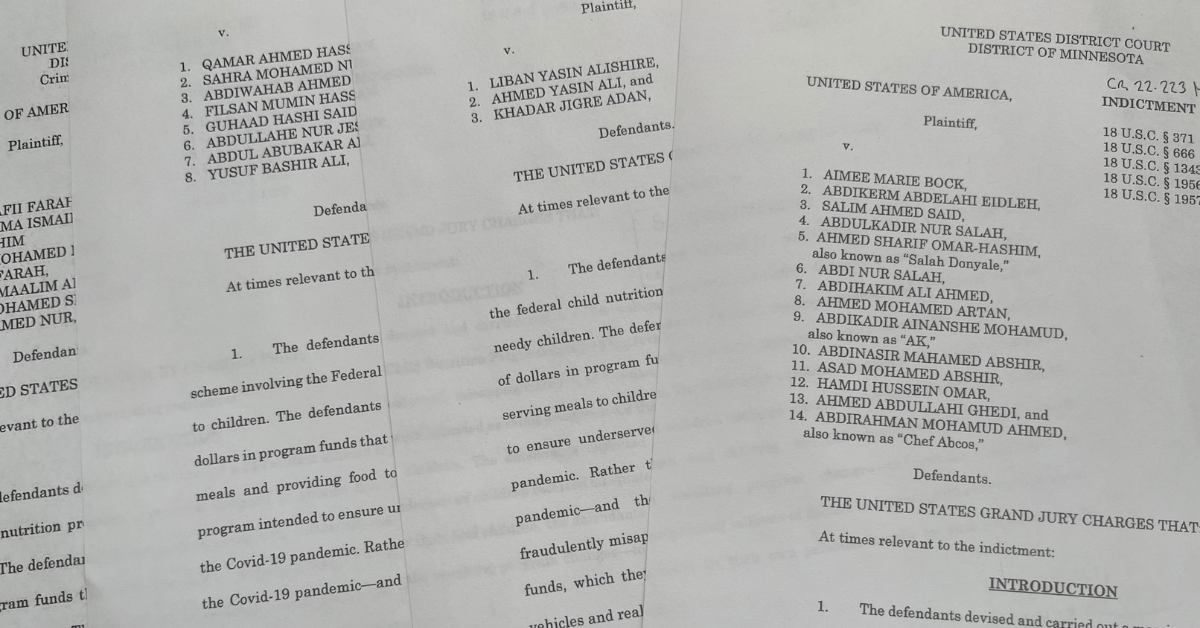 UNITE
DI
Crim
OF AMER
Plaintiff,
AFII FARAH
MA ISMAIL
HIM
OHAMED
FARAH,
MAALIM A
OHAMED S
MED NUR,
Defendan
ED STATES
evant to the
defendants d
nutrition pr
The defendan
gram funds t
v.
1. QAMAR AHMED HASS
2. SAHRA MOHAMED NU
3. ABDIWAHAB AHMED
4. FILSAN MUMIN HASS
5. GUHAAD HASHI SAID
6. ABDULLAHE NUR JES
7. ABDUL ABUBAKAR A
8. YUSUF BASHIR ALI,
Defenda
THE UNITED STATE
At times relevant to th
1. The defendants
scheme involving the Federal
to children. The defendants
dollars in program funds that
meals and providing food to
program intended to ensure un
the Covid-19 pandemic. Rathe
the Covid-19 pandemic—and
Plaintiff,
v.
1. LIBAN YASIN ALISHIRE,
2. AHMED YASIN ALI, and
3. KHADAR JIGRE ADAN,
Defendants.
THE UNITED STATES
At times relevant to the
1. The defendants
the federal child nutrition
needy children. The defen
of dollars in program fu
serving meals to childre
to ensure underserved
pandemic. Rather t
pandemic—and th
fraudulently misap
funds, which they
vehicles and real
UNITED STATES DISTRICT COURT
DISTRICT OF MINNESOTA
CR 22-223
UNITED STATES OF AMERICA,
INDICTMENT
Plaintiff,
18 U.S.C. § 371
18 U.S.C. § 666
18 U.S.C. § 1343
18 U.S.C. § 1956
18 U.S.C. § 1957
v.
1. AIMEE MARIE BOCK,
2. ABDIKERM ABDELAHI EIDLEH,
3. SALIM AHMED SAID,
4. ABDULKADIR NUR SALAH,
5. AHMED SHARIF OMAR-HASHIM,
also known as “Salah Donyale,”
6. ABDI NUR SALAH,
7. ABDIHAKIM ALI AHMED,
8. AHMED MOHAMED ARTAN,
9. ABDIKADIR AINANSHE MOHAMUD,
also known as “AK,”
10. ABDINASIR MAHAMED ABSHIR,
11. ASAD MOHAMED ABSHIR,
12. HAMDI HUSSEIN OMAR,
13. AHMED ABDULLAHI GHEDI, and
14. ABDIRAHMAN MOHAMUD AHMED,
also known as “Chef Abcos,”
Defendants.
THE UNITED STATES GRAND JURY CHARGES THAT:
At times relevant to the indictment:
INTRODUCTION
1. The defendants devised and carried out a